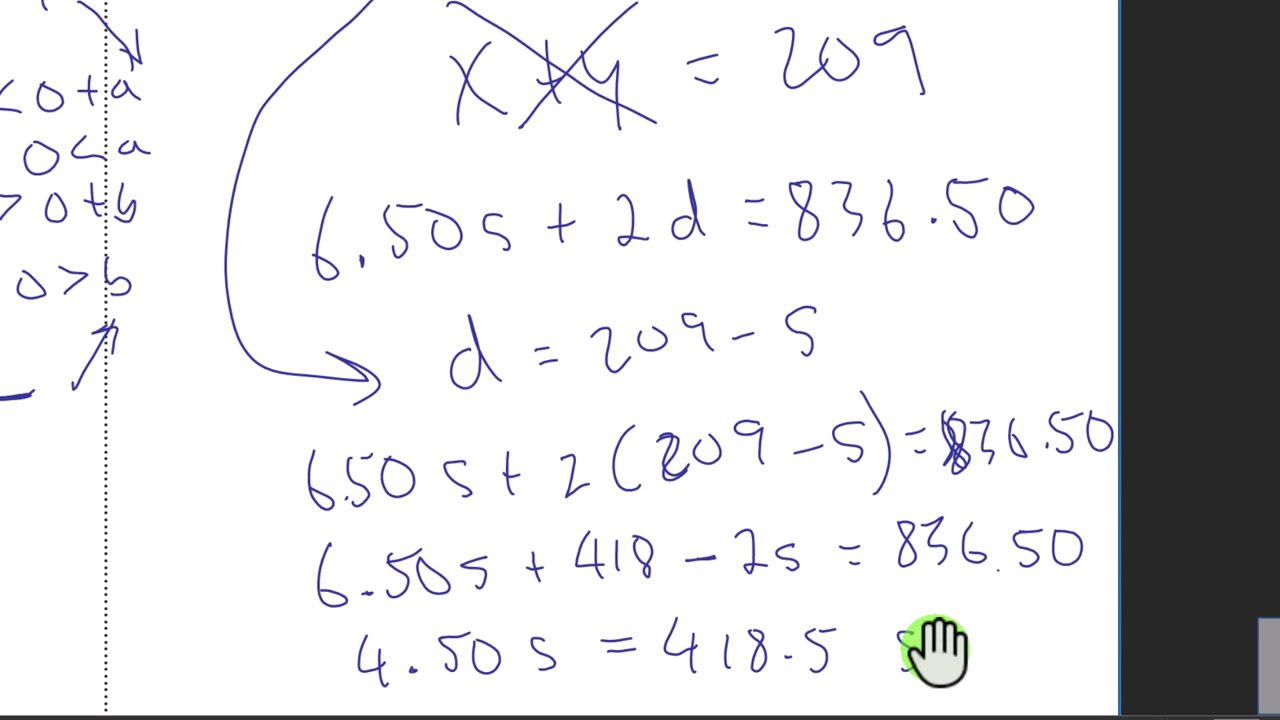 x+y = 209
<0+a
0<a
>0+b
0>b
6.50s + 2d = 836.50
d = 209 - s
6.50s + 2(209 - s) = 836.50
6.50s + 418 - 2s = 836.50
4.50s = 418.5 s